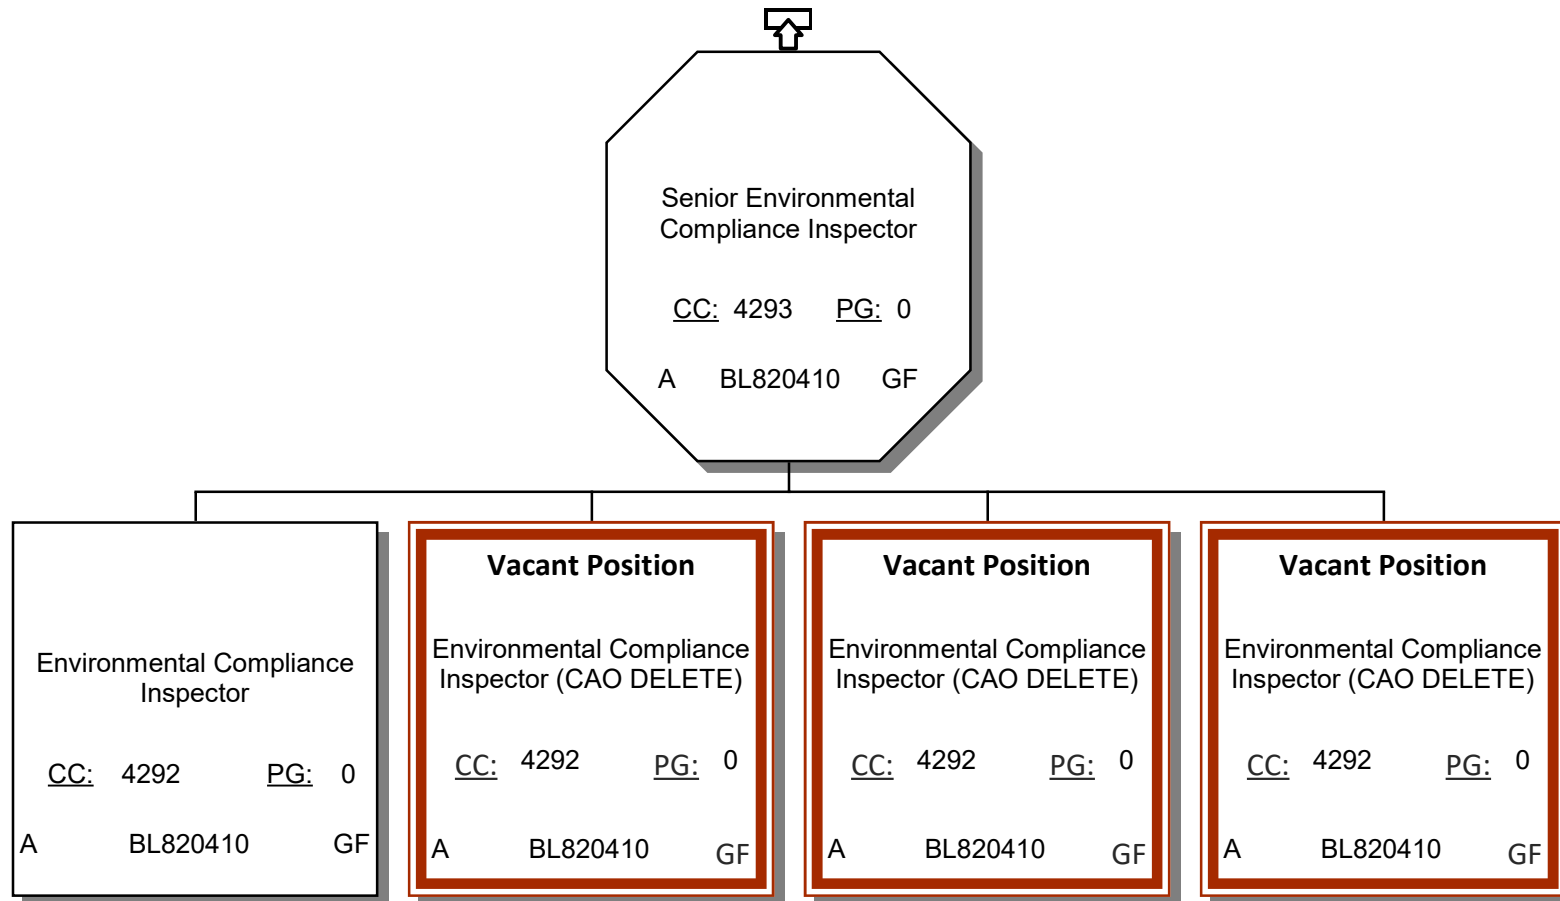 Senior Environmental
Compliance Inspector
CC: 4293 PG: 0
A BL820410 GF
Environmental Compliance
Inspector
CC: 4292 PG: 0
A BL820410 GF
Vacant Position
Environmental Compliance
Inspector (CAO DELETE)
CC: 4292 PG: 0
A BL820410 GF
Vacant Position
Environmental Compliance
Inspector (CAO DELETE)
CC: 4292 PG: 0
A BL820410 GF
Vacant Position
Environmental Compliance
Inspector (CAO DELETE)
CC: 4292 PG: 0
A BL820410 GF